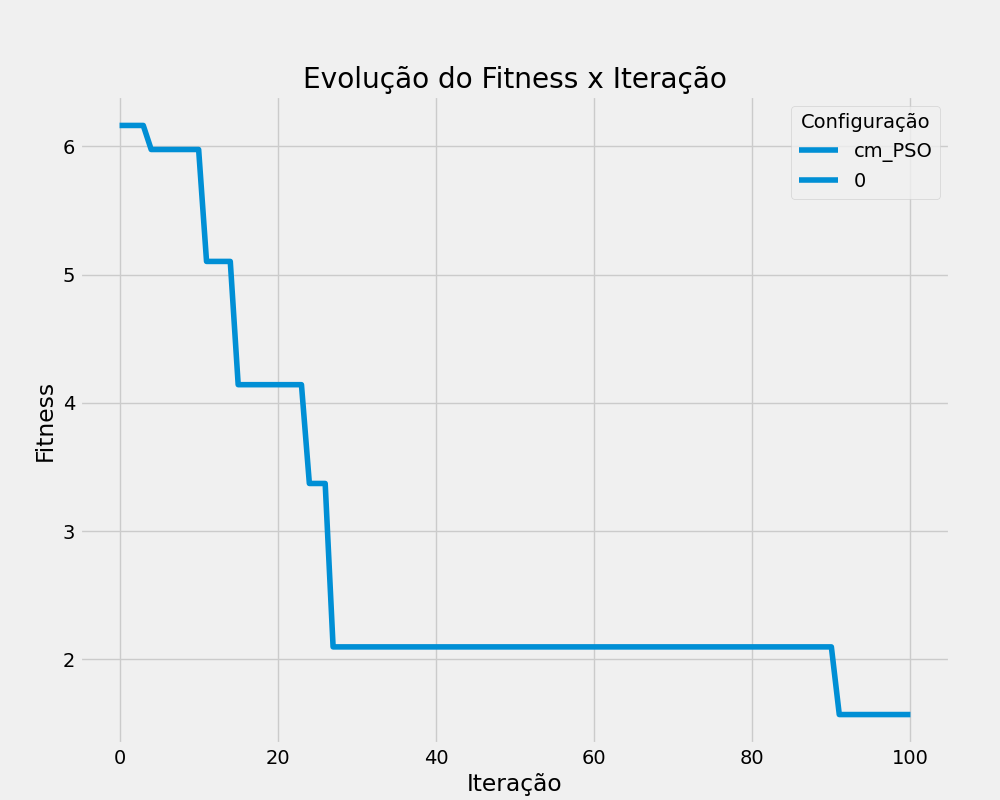 Evolução do Fitness x Iteração
Configuração
cm_PSO
0
Fitness
6
5
4
3
2
0 20 40 60 80 100
Iteração